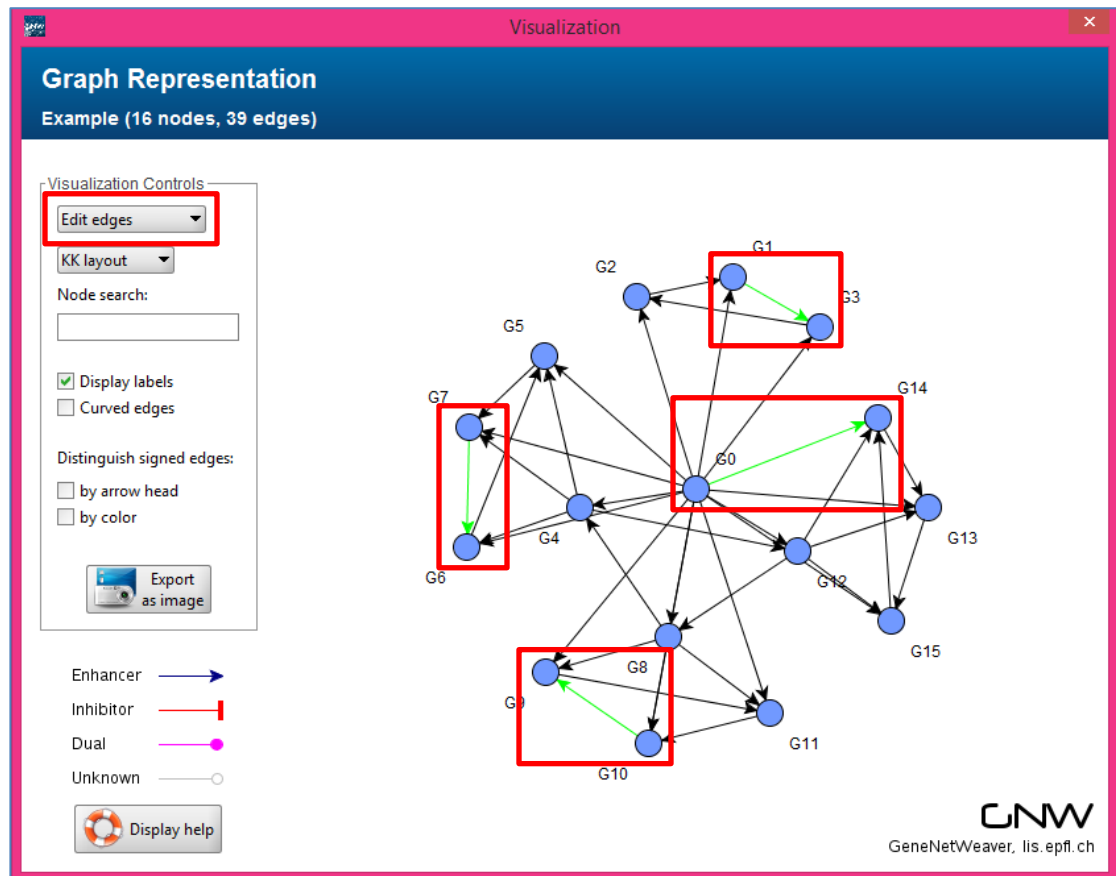 Visualization
Graph Representation
Example (16 nodes, 39 edges)
Visualization Controls
Edit edges
KK layout
Node search:
Display labels
Curved edges
Distinguish signed edges:
by arrow head
by color
Export
as image
Enhancer
Inhibitor
Dual
Unknown
Display help
G1
G2
G3
G5
G14
G7
G0
G4
G13
G6
G12
G15
G8
G9
G11
G10
GNW
GeneNetWeaver, lis.epfl.ch